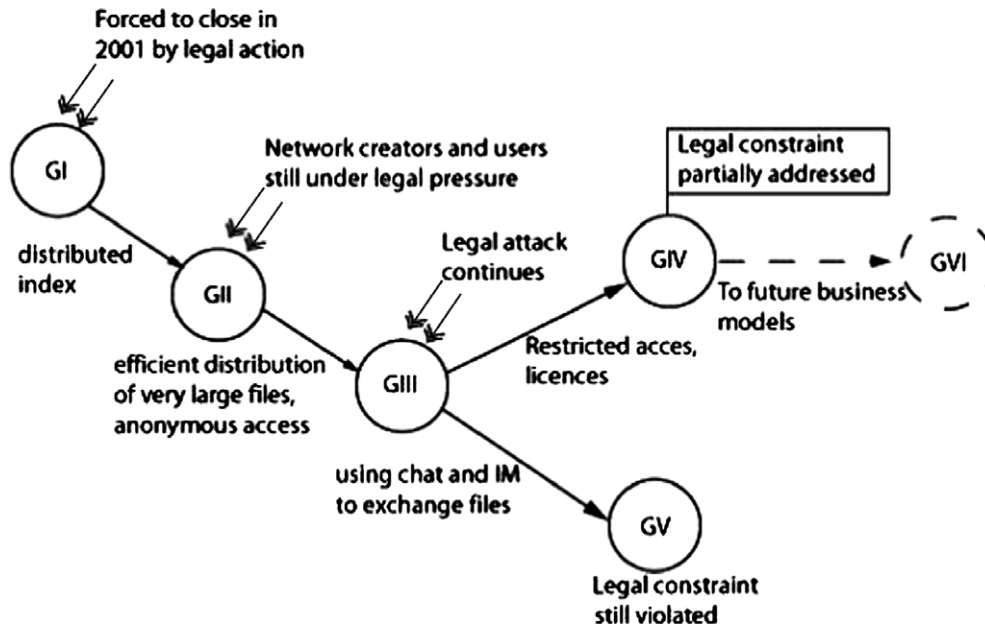 Forced to close in
2001 by legal action
GI
Network creators and users
still under legal pressure
Legal constraint
partially addressed
distributed
index
GII
Legal attack
continues
GIV
GVI
To future business
models
efficient distribution
of very large files,
anonymous access
GIII
Restricted acces,
licences
using chat and IM
to exchange files
GV
Legal constraint
still violated